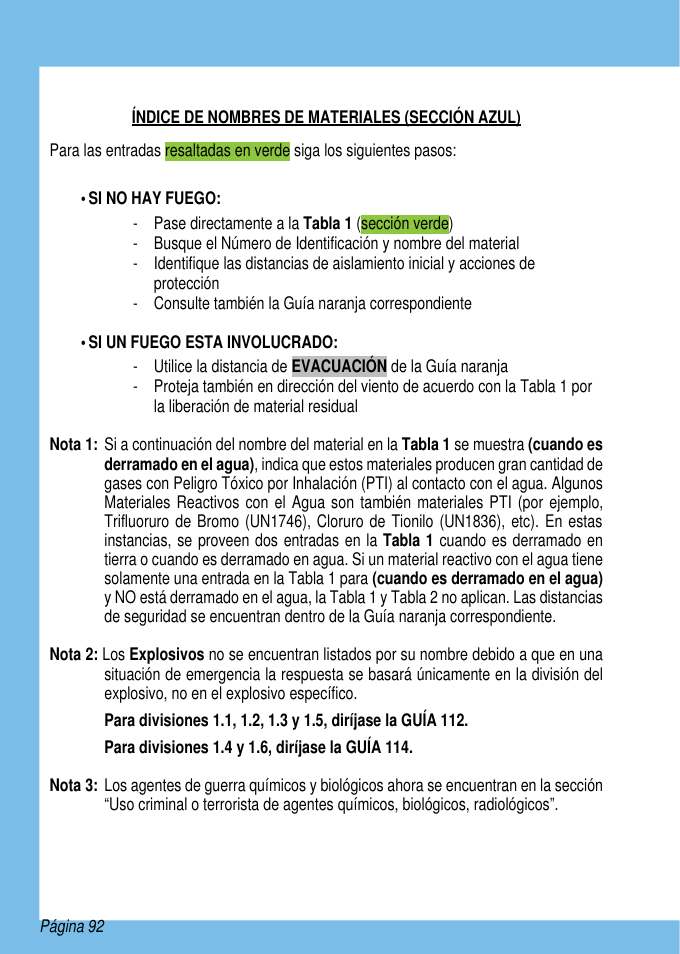 ÍNDICE DE NOMBRES DE MATERIALES (SECCIÓN AZUL)
Para las entradas resaltadas en verde siga los siguientes pasos:
• SI NO HAY FUEGO:
- Pase directamente a la Tabla 1 (sección verde)
- Busque el Número de Identificación y nombre del material
- Identifique las distancias de aislamiento inicial y acciones de
protección
- Consulte también la Guía naranja correspondiente
• SI UN FUEGO ESTA INVOLUCRADO:
- Utilice la distancia de EVACUACIÓN de la Guía naranja
- Proteja también en dirección del viento de acuerdo con la Tabla 1 por
la liberación de material residual
Nota 1: Si a continuación del nombre del material en la Tabla 1 se muestra (cuando es
derramado en el agua), indica que estos materiales producen gran cantidad de
gases con Peligro Tóxico por Inhalación (PTI) al contacto con el agua. Algunos
Materiales Reactivos con el Agua son también materiales PTI (por ejemplo,
Trifluoruro de Bromo (UN1746), Cloruro de Tionilo (UN1836), etc). En estas
instancias, se proveen dos entradas en la Tabla 1 cuando es derramado en
tierra o cuando es derramado en agua. Si un material reactivo con el agua tiene
solamente una entrada en la Tabla 1 para (cuando es derramado en el agua)
y NO está derramado en el agua, la Tabla 1 y Tabla 2 no aplican. Las distancias
de seguridad se encuentran dentro de la Guía naranja correspondiente.
Nota 2: Los Explosivos no se encuentran listados por su nombre debido a que en una
situación de emergencia la respuesta se basará únicamente en la división del
explosivo, no en el explosivo específico.
Para divisiones 1.1, 1.2, 1.3 y 1.5, diríjase la GUÍA 112.
Para divisiones 1.4 y 1.6, diríjase la GUÍA 114.
Nota 3: Los agentes de guerra químicos y biológicos ahora se encuentran en la sección
“Uso criminal o terrorista de agentes químicos, biológicos, radiológicos”.
Página 92